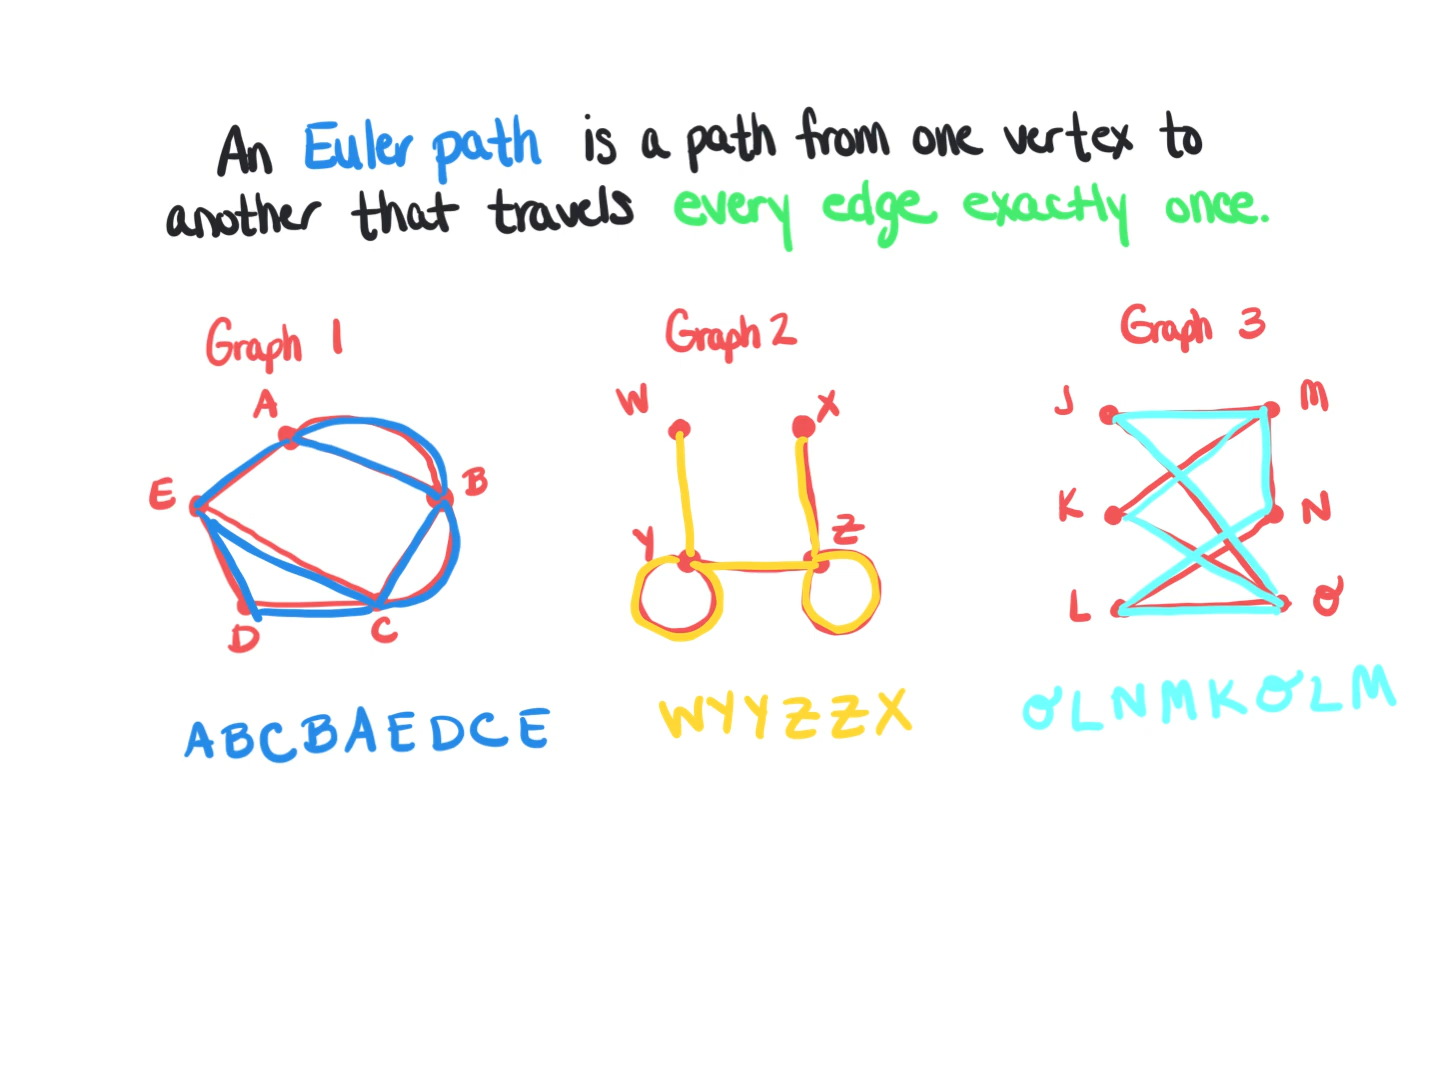 An Euler path is a path from one vertex to
another that travels every edge exactly once.
Graph 1
Graph 2
Graph 3
A
B
E
D
C
W
X
Y
Z
J
M
K
N
L
O
ABCBAEDCE
WYYZZX
OLNMKOLM